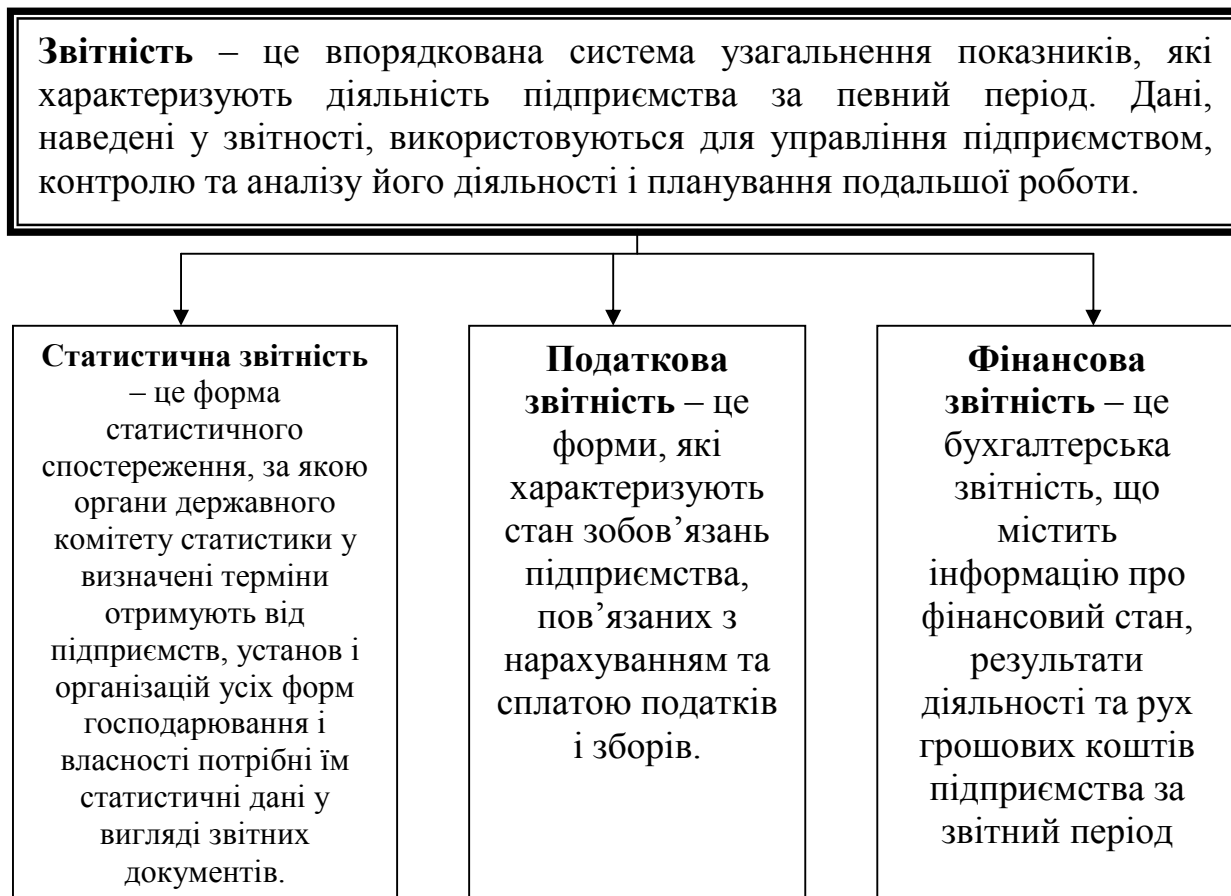 Звітність – це впорядкована система узагальнення показників, які
характеризують діяльність підприємства за певний період. Дані,
наведені у звітності, використовуються для управління підприємством,
контролю та аналізу його діяльності і планування подальшої роботи.
Статистична звітність
– це форма
статистичного
спостереження, за якою
органи державного
комітету статистики у
визначені терміни
отримують від
підприємств, установ і
організацій усіх форм
господарювання і
власності потрібні їм
статистичні дані у
вигляді звітних
документів.
Податкова
звітність – це
форми, які
характеризують
стан зобов’язань
підприємства,
пов’язаних з
нарахуванням та
сплатою податків
і зборів.
Фінансова
звітність – це
бухгалтерська
звітність, що
містить
інформацію про
фінансовий стан,
результати
діяльності та рух
грошових коштів
підприємства за
звітний період